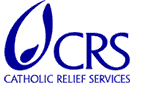 CRS
CATHOLIC RELIEF SERVICES